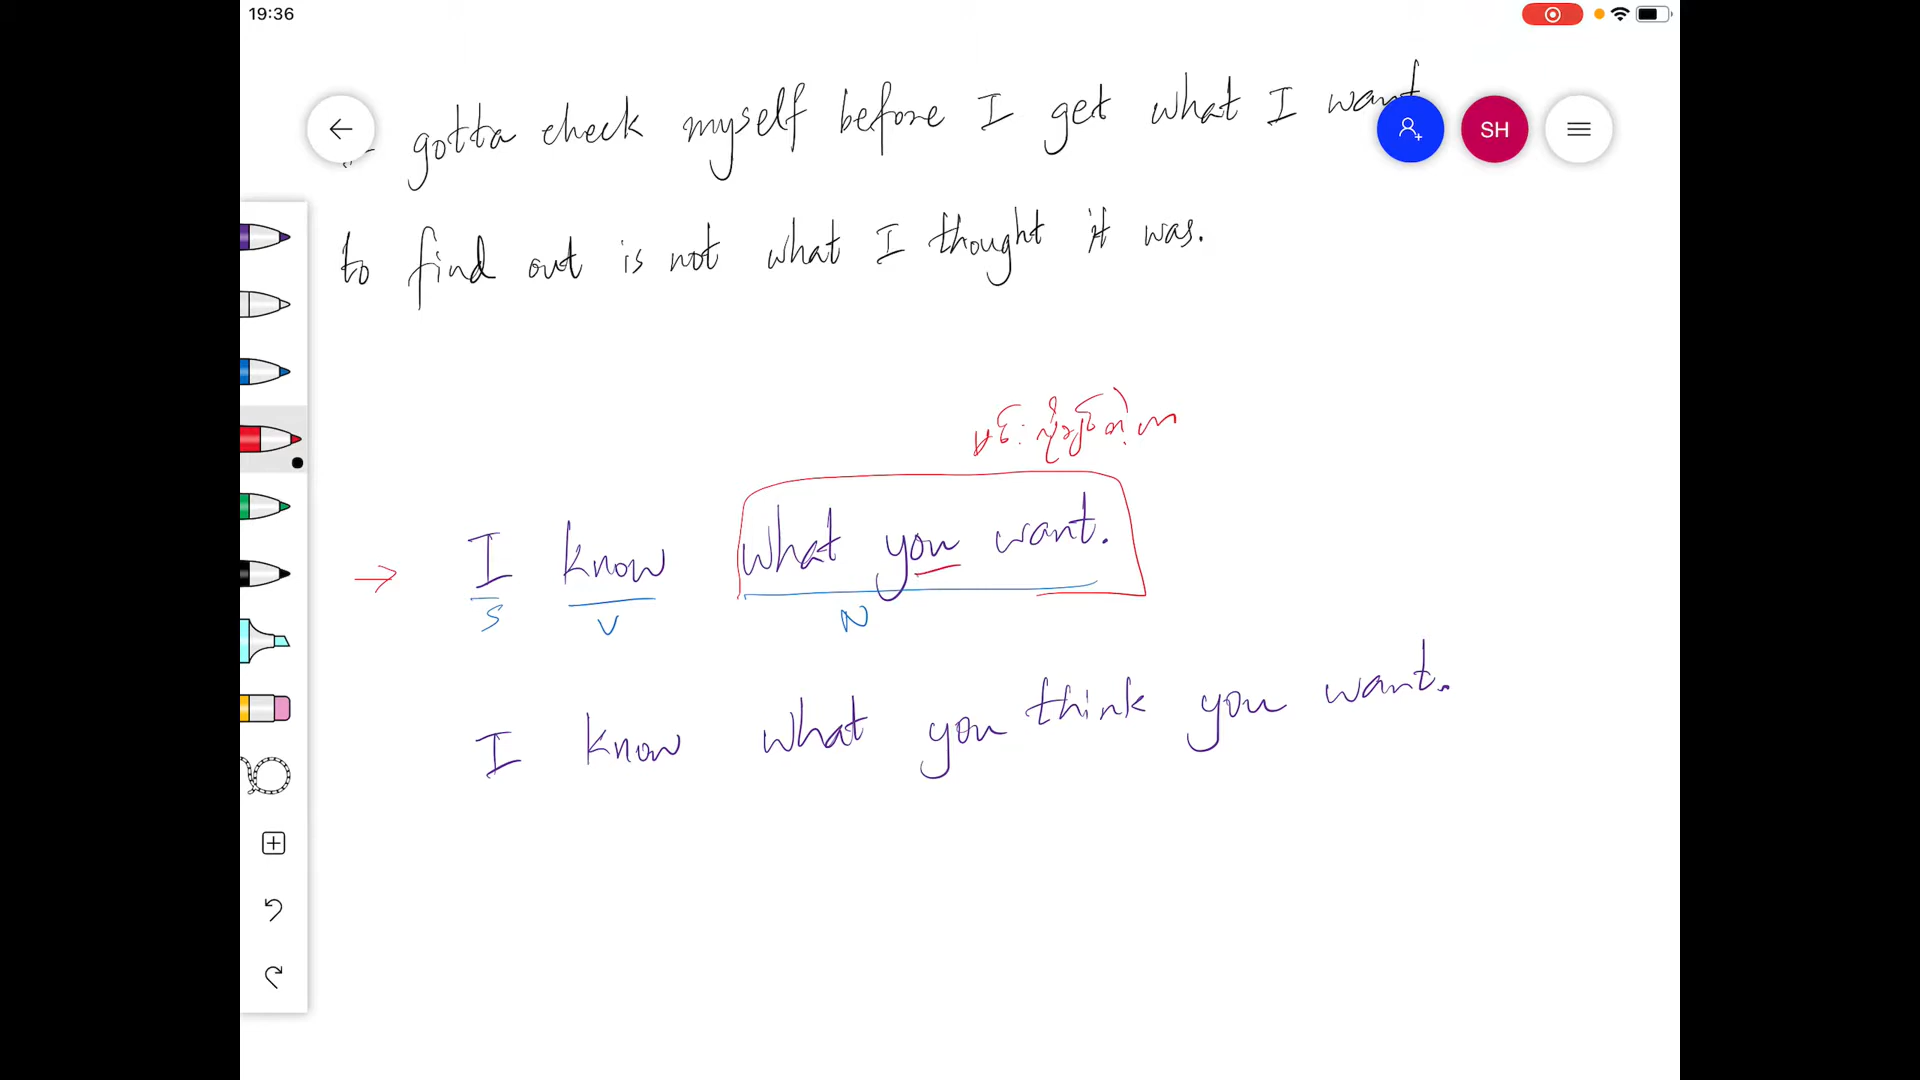 19:36
SH
gotta check myself before I get what I want
to find out is not what I thought it was.
I know what you want.
S V N
I know what you think you want.